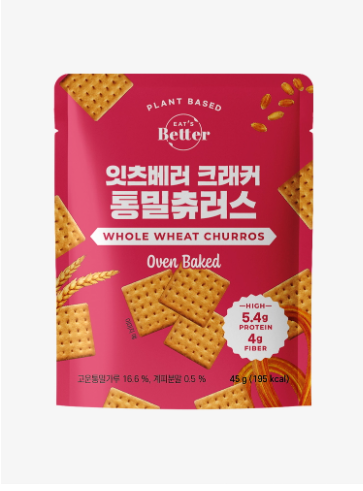 PLANT BASED
EAT'S
Better
잇츠베러 크래커
통밀츄러스
WHOLE WHEAT CHURROS
Oven Baked
HIGH
5.4g
PROTEIN
4g
FIBER
고운통밀가루 16.6 %, 계피분말 0.5 %
45 g (195 kcal)